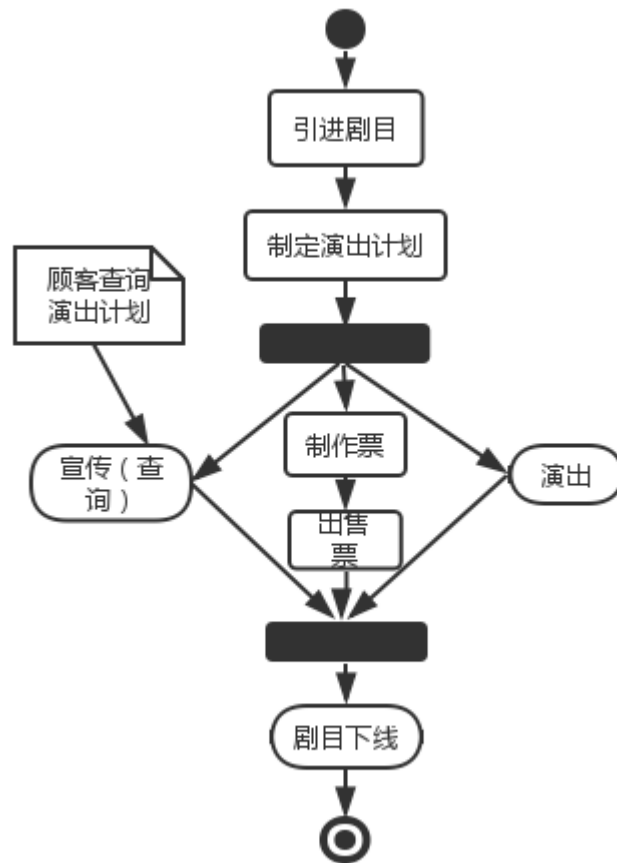 引进剧目
制定演出计划
顾客查询
演出计划
制作票
宣传（查
询）
演出
出售
票
剧目下线